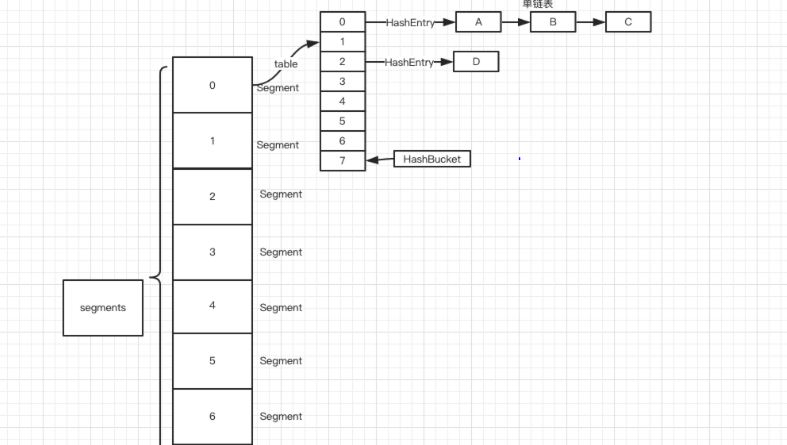 单链表
0
HashEntry
A
B
C
1
table
2
HashEntry
D
0
Segment
3
4
5
1
Segment
6
7
HashBucket
2
Segment
3
Segment
segments
4
Segment
5
Segment
6
Segment